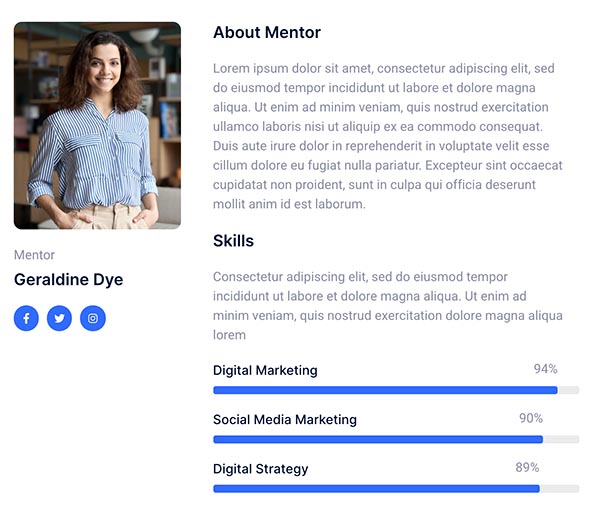 About Mentor
Lorem ipsum dolor sit amet, consectetur adipiscing elit, sed
do eiusmod tempor incididunt ut labore et dolore magna
aliqua. Ut enim ad minim veniam, quis nostrud exercitation
ullamco laboris nisi ut aliquip ex ea commodo consequat.
Duis aute irure dolor in reprehenderit in voluptate velit esse
cillum dolore eu fugiat nulla pariatur. Excepteur sint occaecat
cupidatat non proident, sunt in culpa qui officia deserunt
mollit anim id est laborum.
Mentor
Geraldine Dye
Skills
Consectetur adipiscing elit, sed do eiusmod tempor
incididunt ut labore et dolore magna aliqua. Ut enim ad
minim veniam, quis nostrud exercitation dolore magna aliqua
lorem
Digital Marketing 94%
Social Media Marketing 90%
Digital Strategy 89%